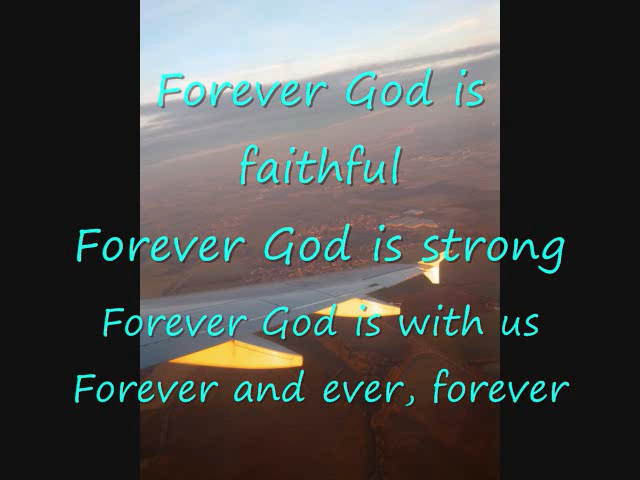 Forever God is
faithful
Forever God is strong
Forever God is with us
Forever and ever, forever